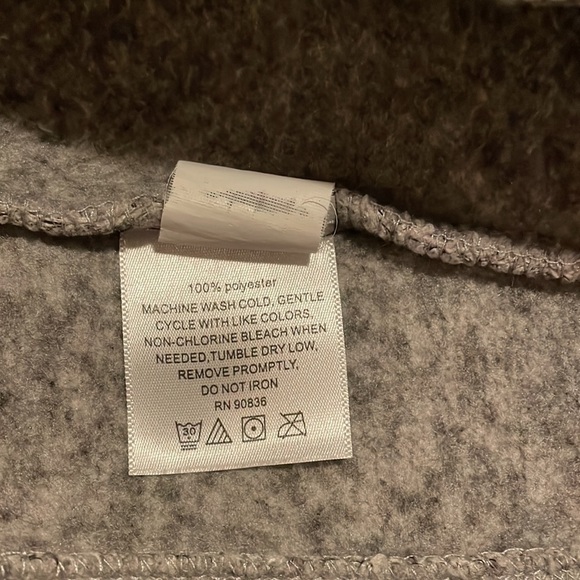 100% polyester
MACHINE WASH COLD, GENTLE
CYCLE WITH LIKE COLORS,
NON-CHLORINE BLEACH WHEN
NEEDED,TUMBLE DRY LOW,
REMOVE PROMPTLY,
DO NOT IRON
RN 90836
30